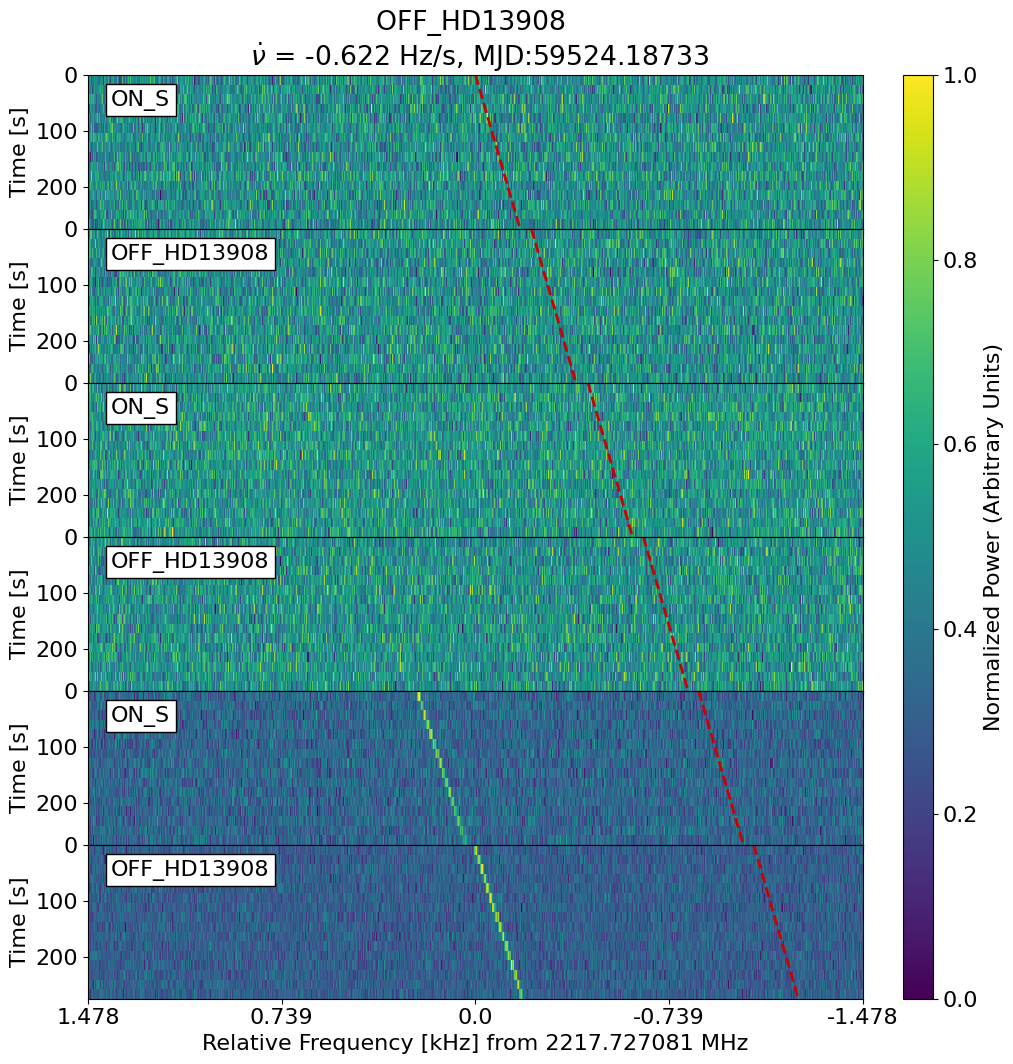 OFF_HD13908
ν̇ = -0.622 Hz/s, MJD:59524.18733
0
ON_S
100
Time [s]
200
0
OFF_HD13908
100
Time [s]
200
0
ON_S
100
Time [s]
200
0
OFF_HD13908
100
Time [s]
200
0
ON_S
100
Time [s]
200
0
OFF_HD13908
100
Time [s]
200
1.478 0.739 0.0 -0.739 -1.478
Relative Frequency [kHz] from 2217.727081 MHz
1.0
0.8
0.6
0.4
0.2
0.0
Normalized Power (Arbitrary Units)